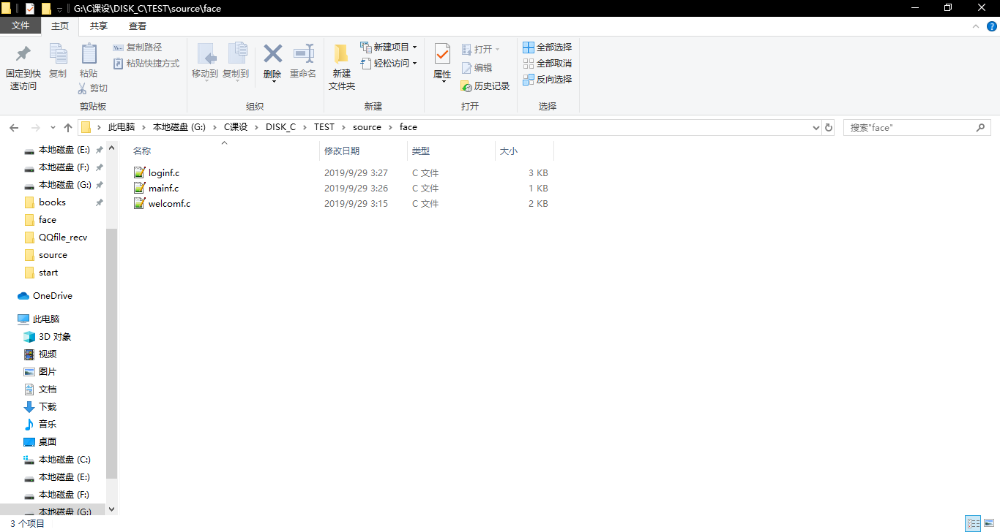 G:\C课设\DISK_C\TEST\source\face
文件 主页 共享 查看
固定到快速访问
复制
粘贴
复制路径
粘贴快捷方式
剪切
剪贴板
移动到 复制到 删除 重命名
组织
新建文件夹
新建项目
轻松访问
新建
属性
打开
编辑
历史记录
打开
全部选择
全部取消
反向选择
选择
此电脑 › 本地磁盘 (G:) › C课设 › DISK_C › TEST › source › face
搜索"face"
本地磁盘 (E:)
本地磁盘 (F:)
本地磁盘 (G:)
books
face
QQfile_recv
source
start
OneDrive
此电脑
3D 对象
视频
图片
文档
下载
音乐
桌面
本地磁盘 (C:)
本地磁盘 (E:)
本地磁盘 (F:)
本地磁盘 (G:)
名称 修改日期 类型 大小
loginf.c 2019/9/29 3:27 C 文件 3 KB
mainf.c 2019/9/29 3:26 C 文件 1 KB
welcomf.c 2019/9/29 3:15 C 文件 2 KB
3 个项目